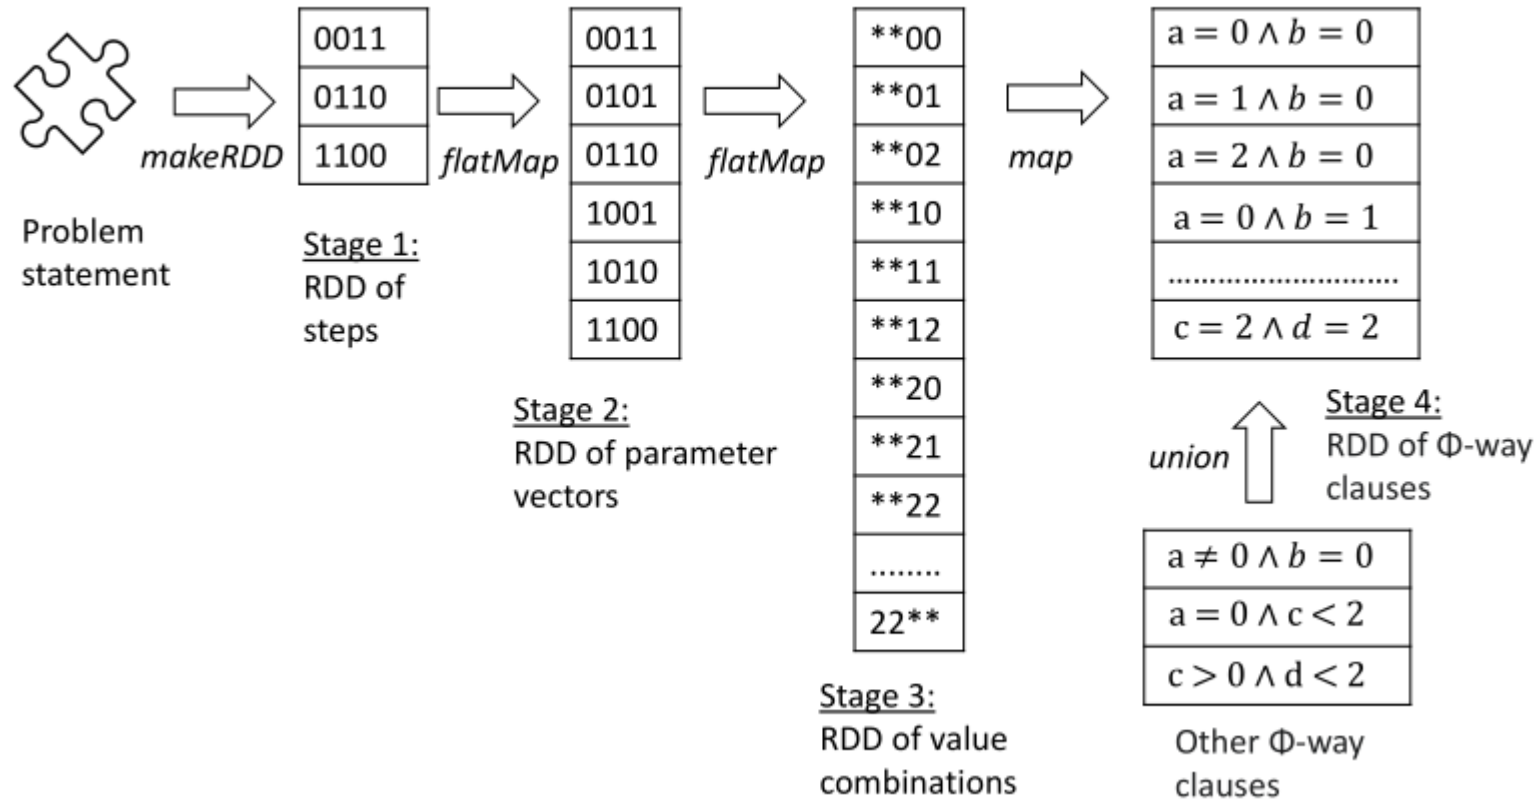 makeRDD
Problem
statement
0011
0110
1100
Stage 1:
RDD of
steps
flatMap
0011
0101
0110
1001
1010
1100
Stage 2:
RDD of parameter
vectors
flatMap
**00
**01
**02
**10
**11
**12
**20
**21
**22
........
22**
Stage 3:
RDD of value
combinations
map
a = 0 ∧ b = 0
a = 1 ∧ b = 0
a = 2 ∧ b = 0
a = 0 ∧ b = 1
...........................
c = 2 ∧ d = 2
Stage 4:
RDD of Φ-way
clauses
union
a ≠ 0 ∧ b = 0
a = 0 ∧ c < 2
c > 0 ∧ d < 2
Other Φ-way
clauses